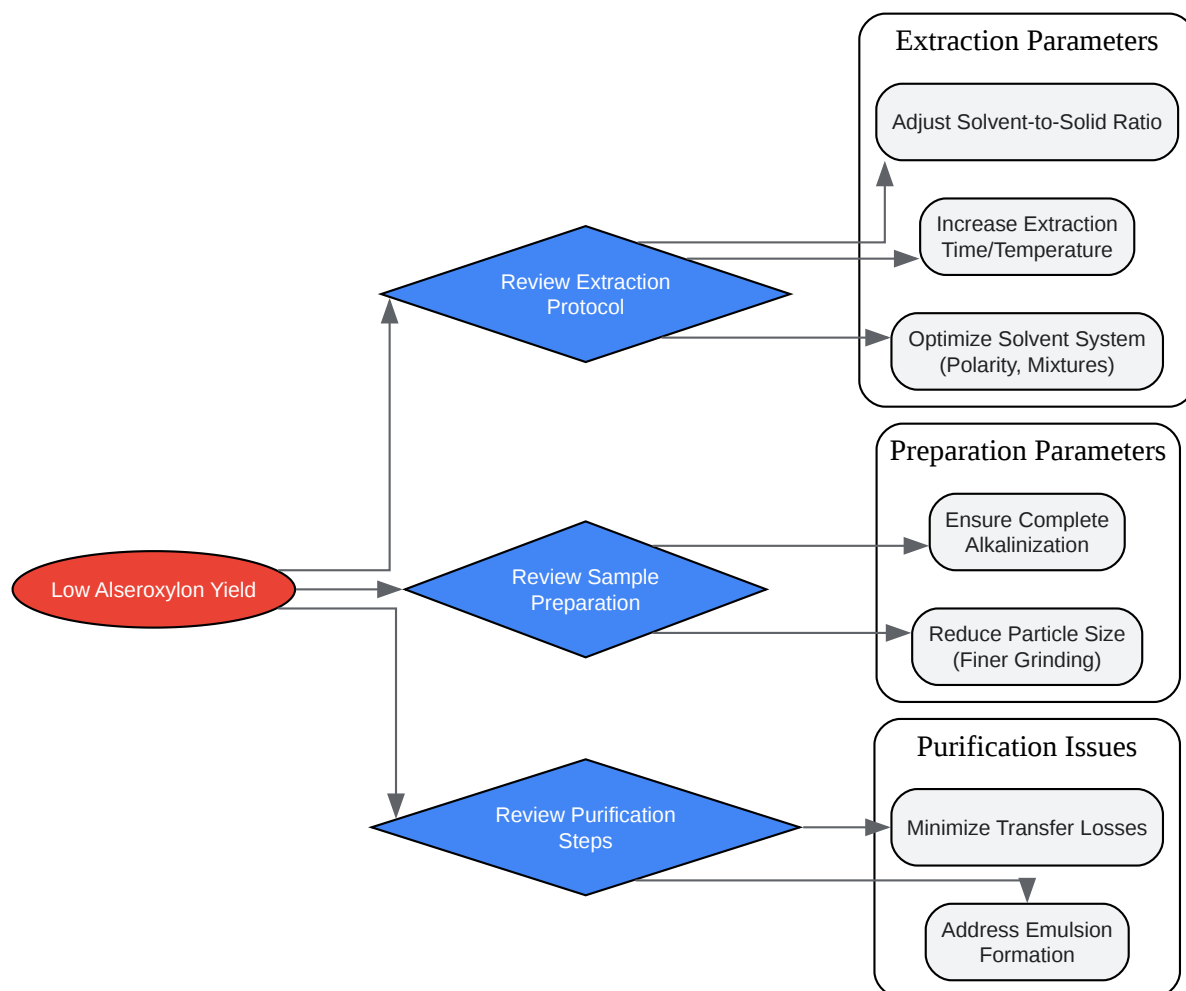 Extraction Parameters
Adjust Solvent-to-Solid Ratio
Increase Extraction
Time/Temperature
Review Extraction
Protocol
Optimize Solvent System
(Polarity, Mixtures)
Preparation Parameters
Ensure Complete
Alkalinization
Low Alseroxylon Yield
Review Sample
Preparation
Reduce Particle Size
(Finer Grinding)
Purification Issues
Review Purification
Steps
Minimize Transfer Losses
Address Emulsion
Formation